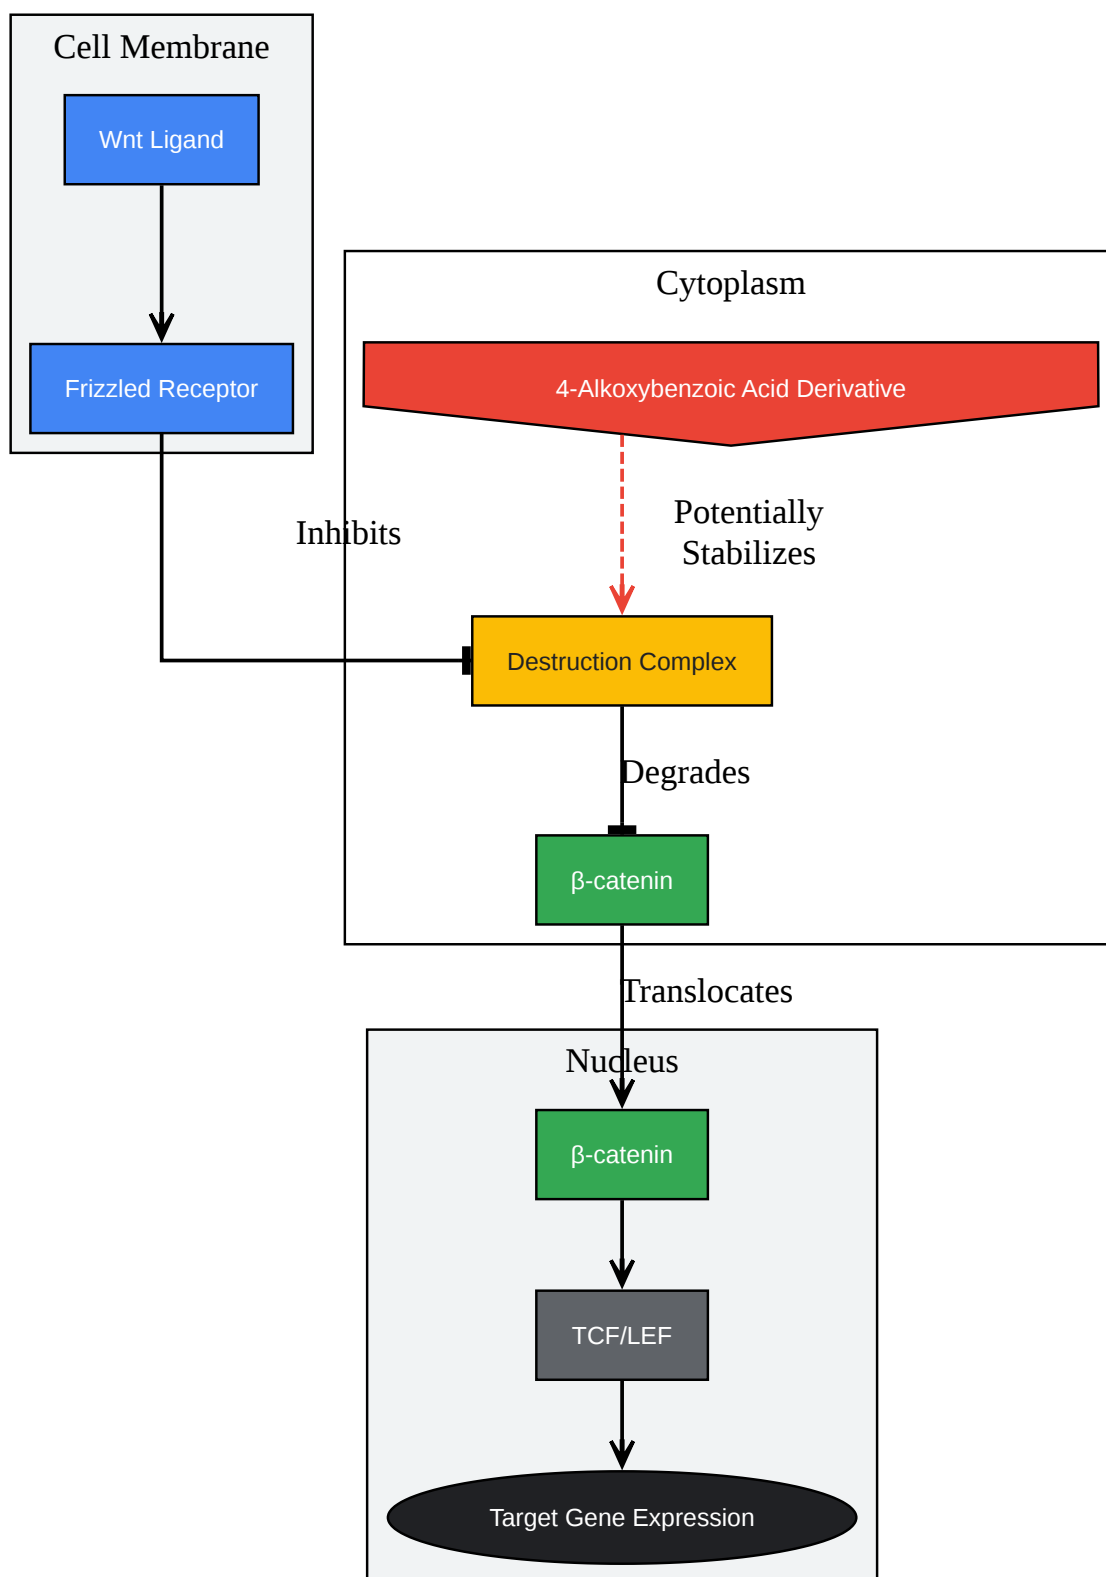 Cell Membrane
Wnt Ligand
Frizzled Receptor
Cytoplasm
4-Alkoxybenzoic Acid Derivative
Inhibits
Potentially
Stabilizes
Destruction Complex
Degrades
β-catenin
Translocates
Nucleus
β-catenin
TCF/LEF
Target Gene Expression